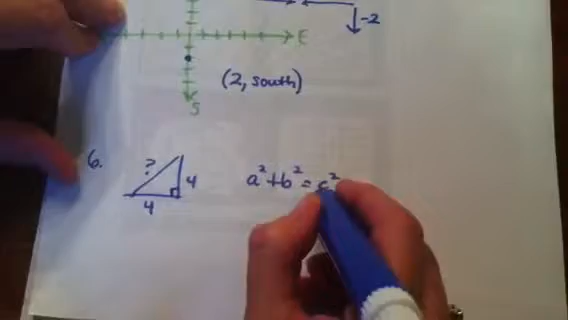 -2
E
(2, south)
S
6.
?
4
4
a² + b² = c²